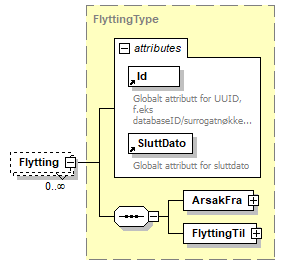 FlyttingType
attributes
Id
Globalt attributt for UUID,
f.eks
databaseID/surrogatnøkke...
SluttDato
Globalt attributt for sluttdato
Flytting
0..∞
ArsakFra
FlyttingTil